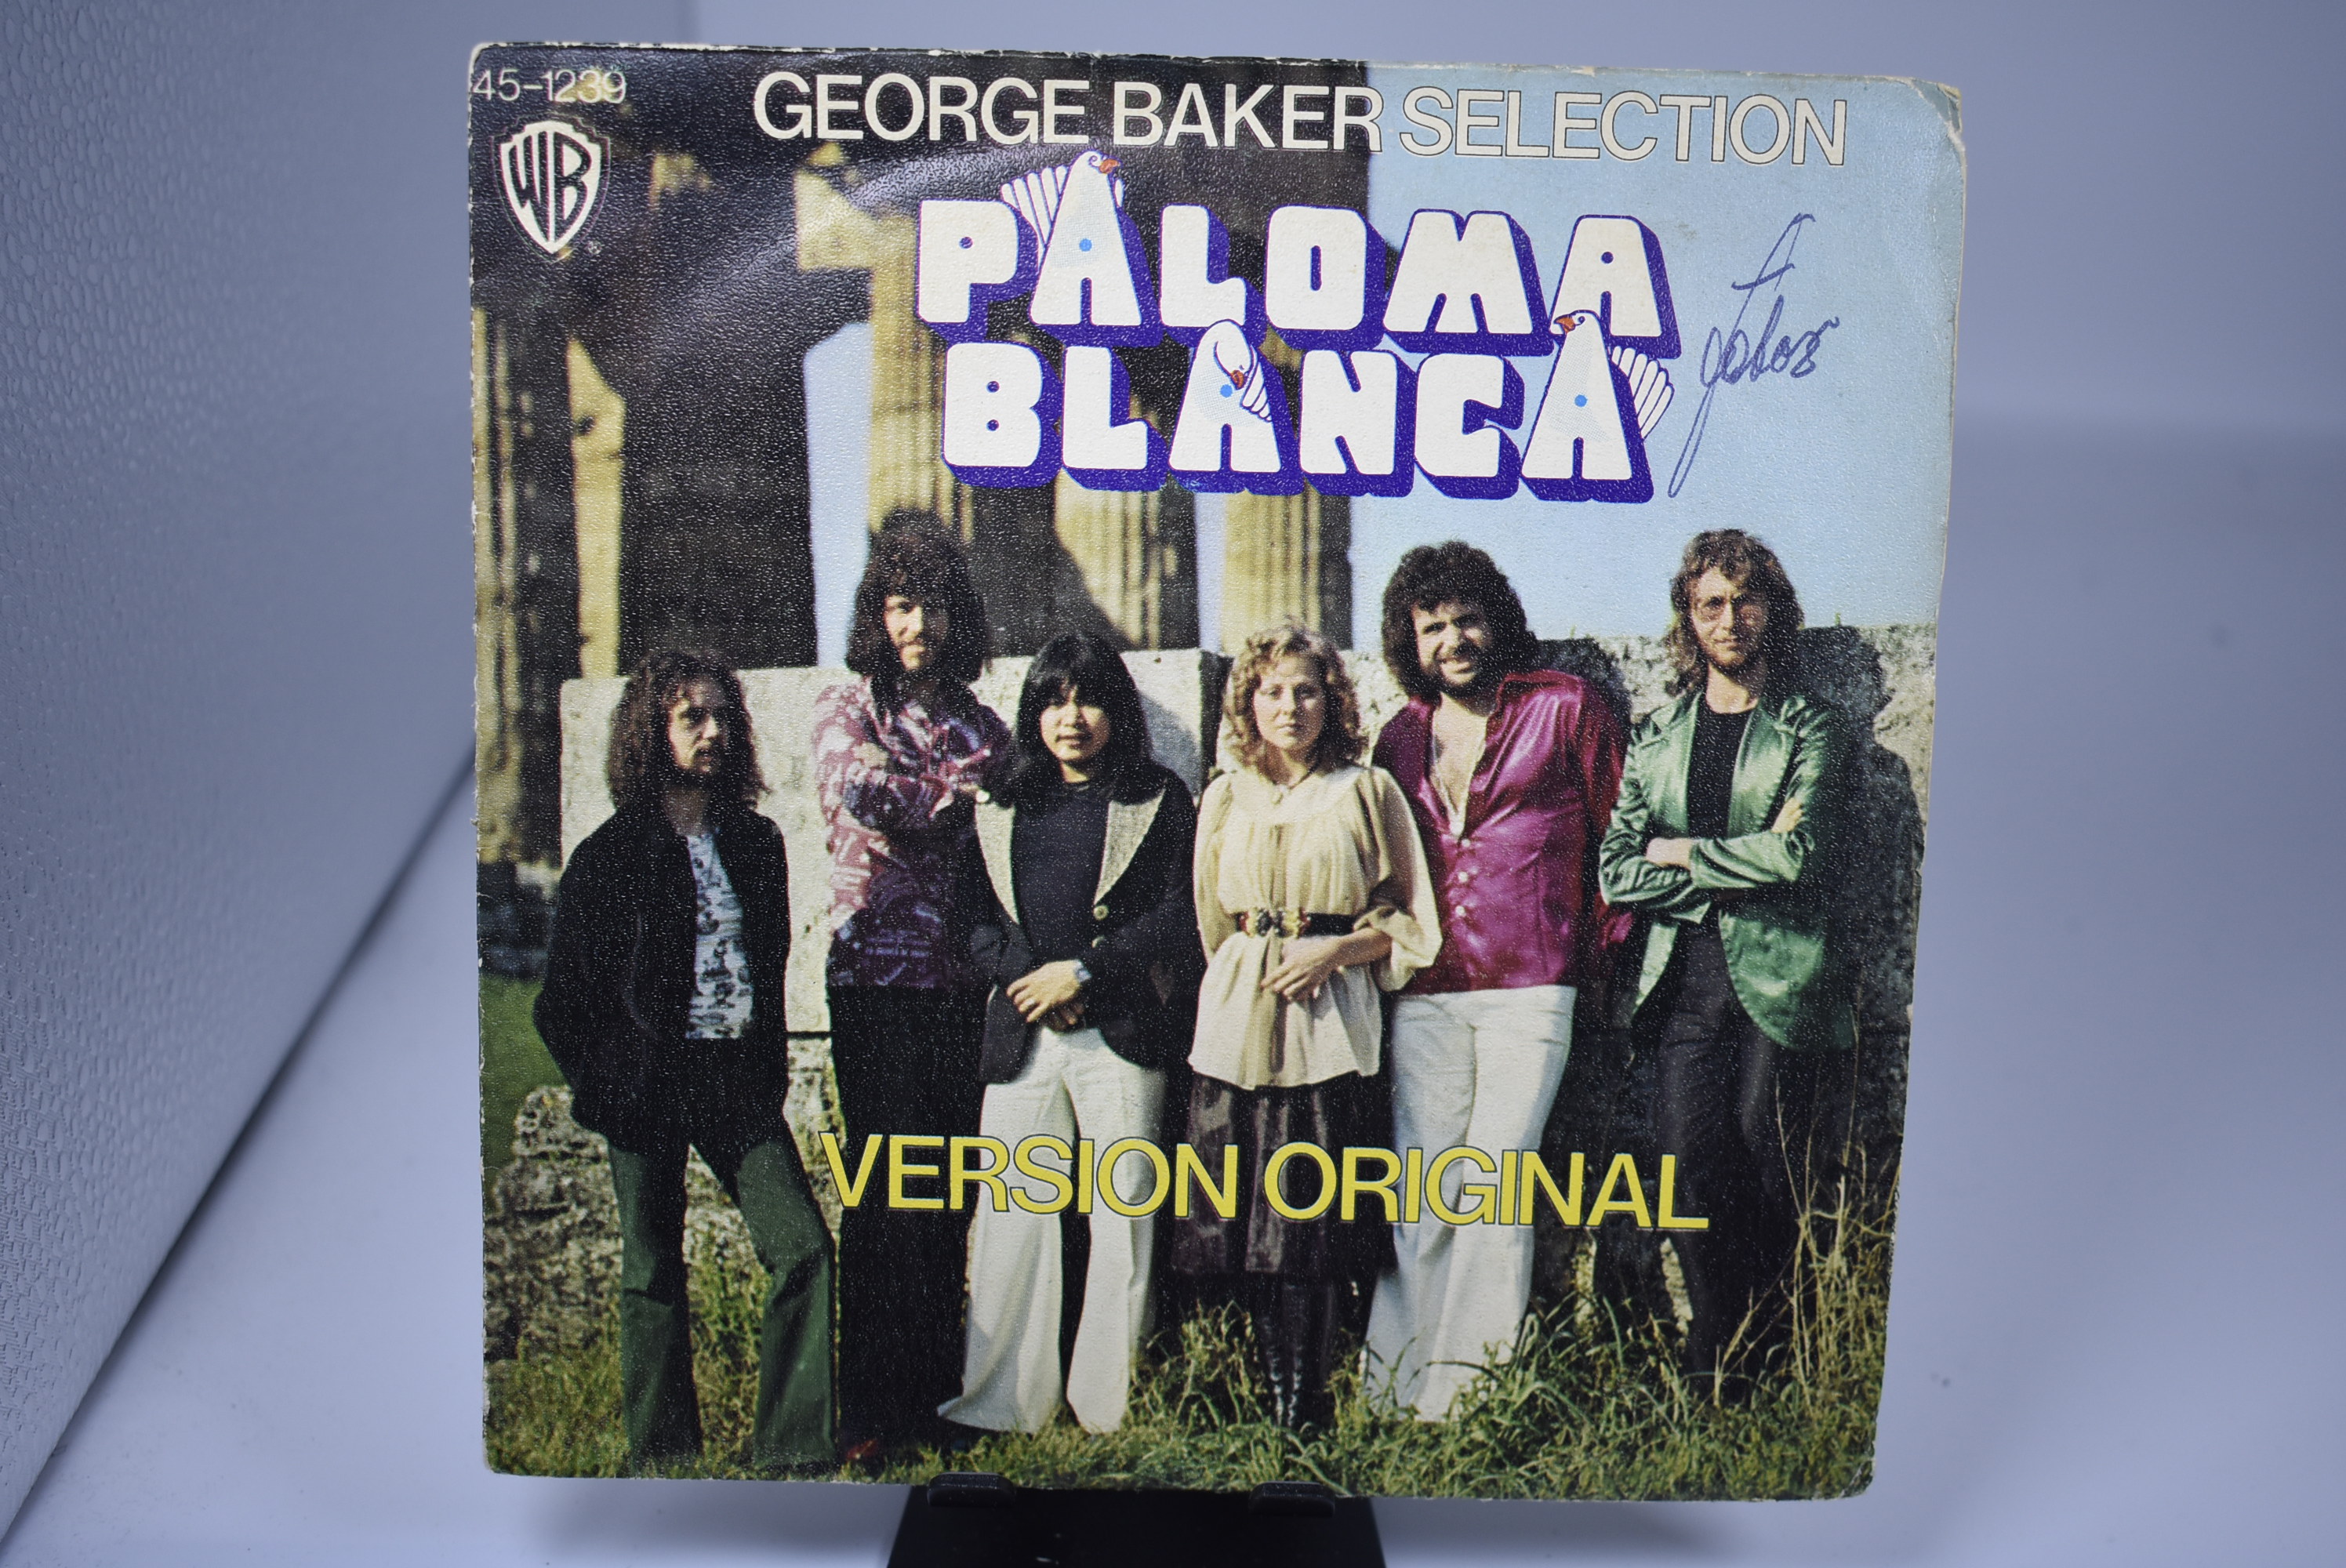 45-1239
GEORGE BAKER SELECTION
WB
®
PALOMA
BLANCA
VERSION ORIGINAL